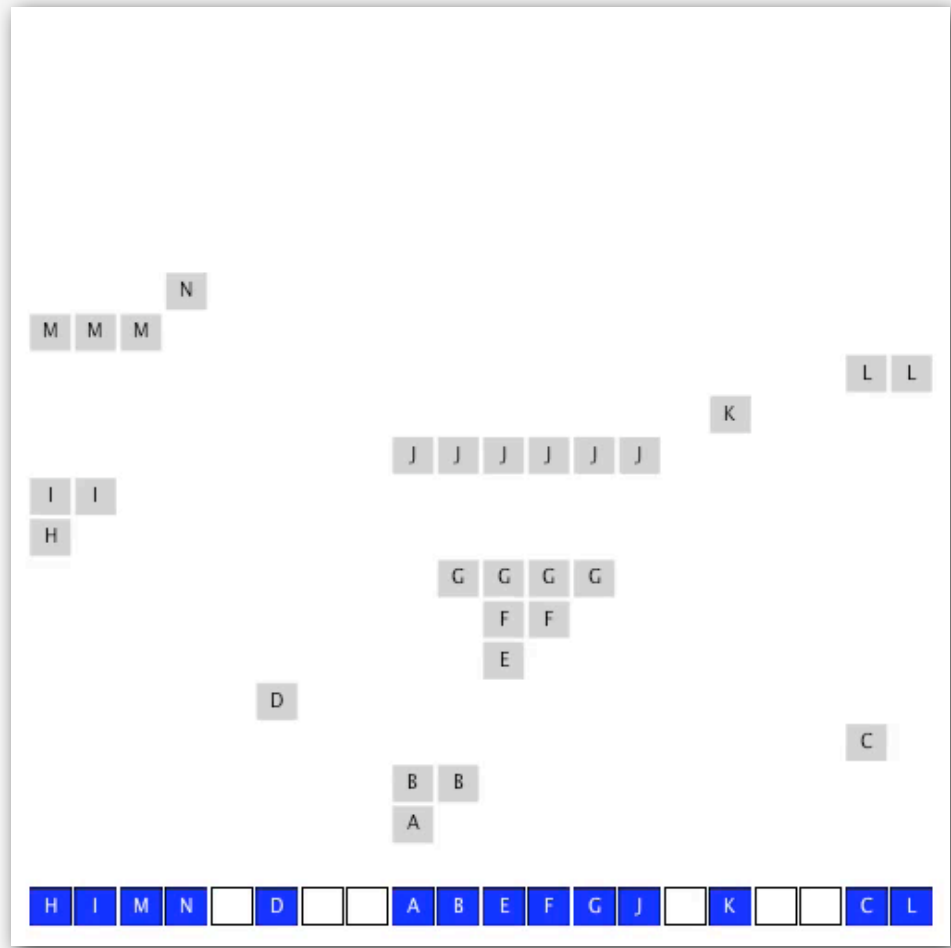 N
M M M
L L
K
J J J J J J
I I
H
G G G G
F F
E
D
C
B B
A
H I M N D A B E F G J K C L